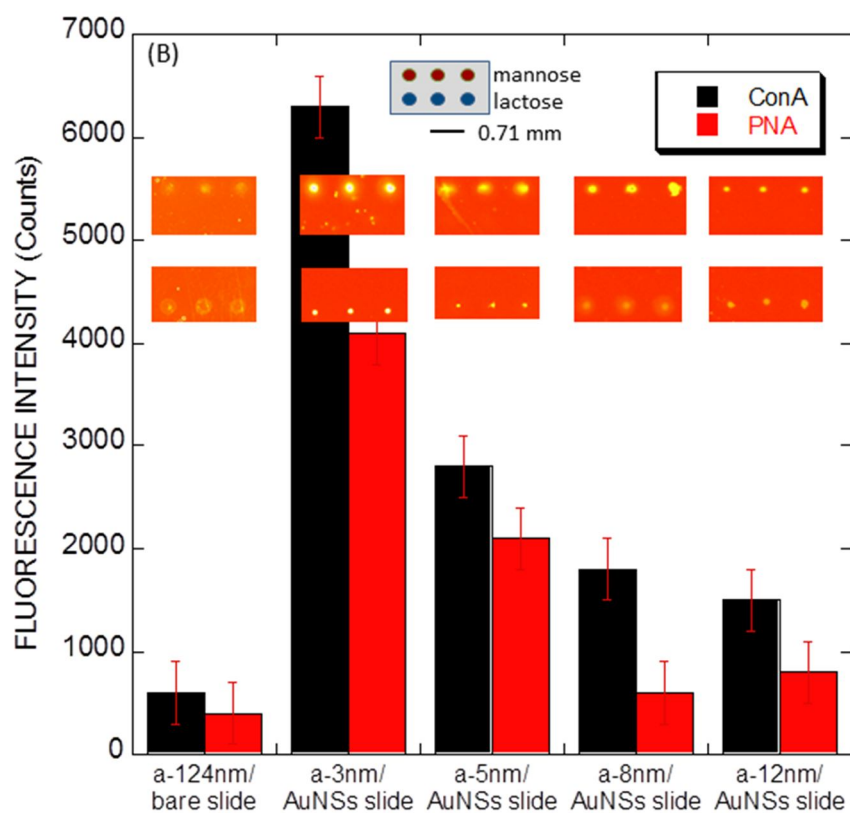 (B)
mannose
lactose
0.71 mm
ConA
PNA
FLUORESCENCE INTENSITY (Counts)
7000
6000
5000
4000
3000
2000
1000
0
a-124nm/ a-3nm/ a-5nm/ a-8nm/ a-12nm/
bare slide AuNSs slide AuNSs slide AuNSs slide AuNSs slide